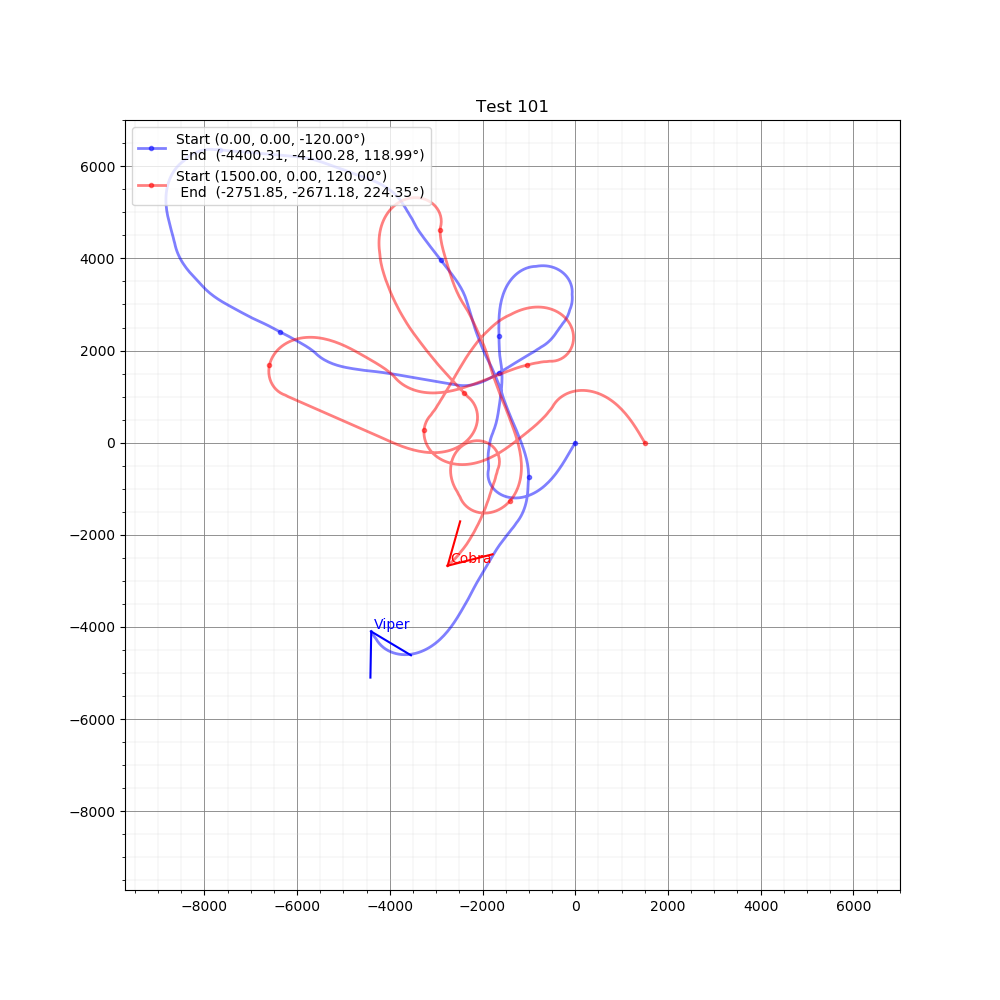 Test 101
Start (0.00, 0.00, -120.00°)
End (-4400.31, -4100.28, 118.99°)
Start (1500.00, 0.00, 120.00°)
End (-2751.85, -2671.18, 224.35°)
6000
4000
2000
0
−2000
−4000
−6000
−8000
Cobra
Viper
−8000 −6000 −4000 −2000 0 2000 4000 6000